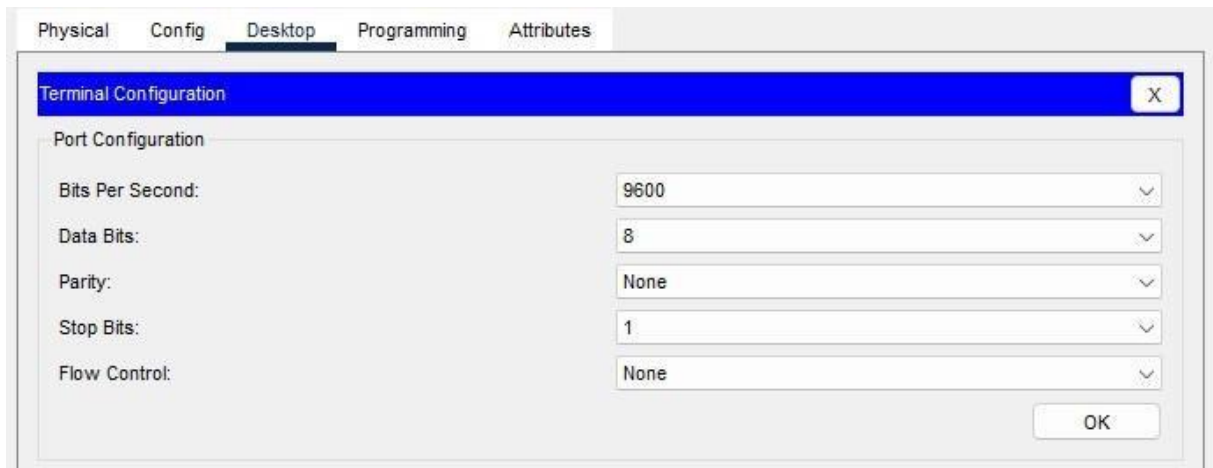 Physical Config Desktop Programming Attributes
Terminal Configuration X
Port Configuration
Bits Per Second: 9600
Data Bits: 8
Parity: None
Stop Bits: 1
Flow Control: None
OK